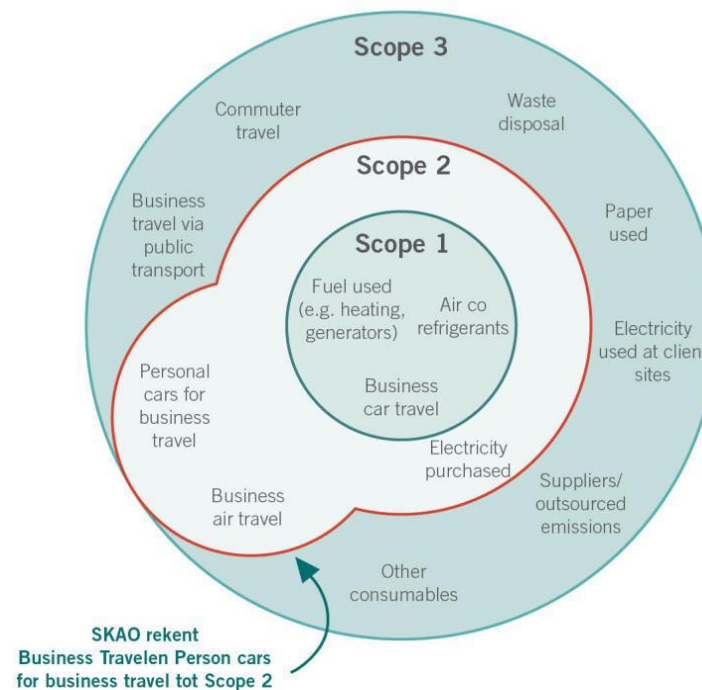 Scope 3
Commuter
travel
Waste
disposal
Scope 2
Business
travel via
public
transport
Paper
used
Scope 1
Fuel used
(e.g. heating,
generators)
Air co
refrigerants
Electricity
used at clien
sites
Personal
cars for
business
travel
Business
car travel
Electricity
purchased
Business
air travel
Suppliers/
outsourced
emissions
Other
consumables
SKAO rekent
Business Travelen Person cars
for business travel tot Scope 2